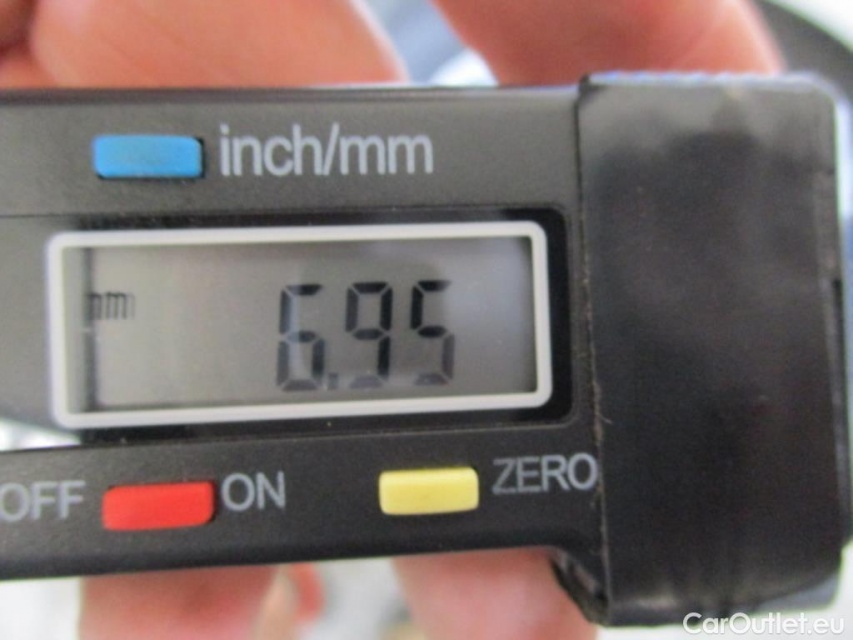 inch/mm
mm
6.95
OFF ON ZERO
CarOutlet.eu